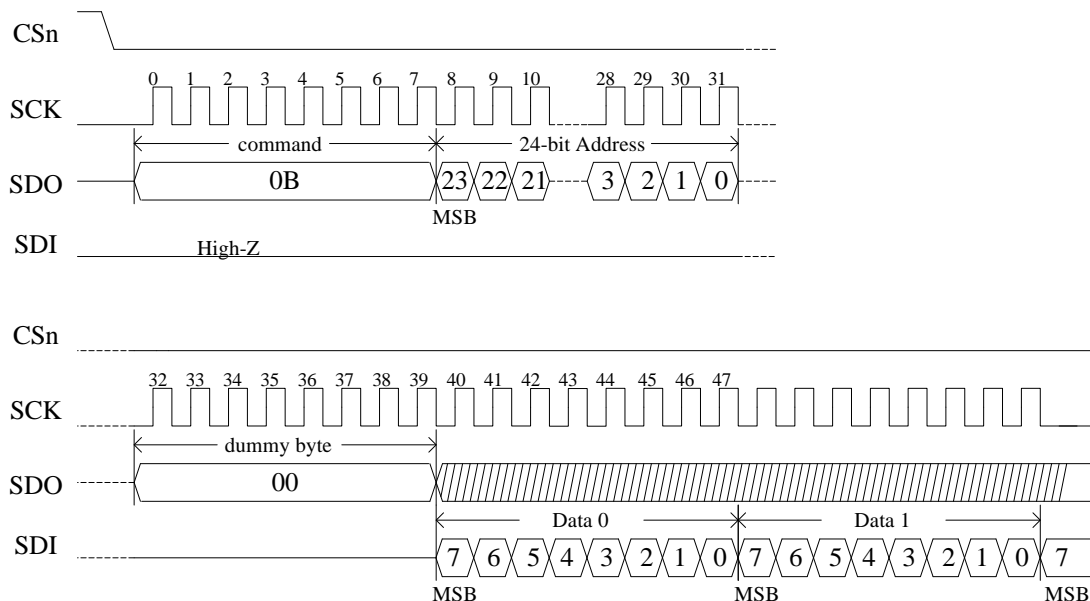 CSn
0 1 2 3 4 5 6 7 8 9 10 28 29 30 31
SCK
command 24-bit Address
SDO 0B 23 22 21 3 2 1 0
MSB
SDI High-Z
CSn
32 33 34 35 36 37 38 39 40 41 42 43 44 45 46 47
SCK
dummy byte
SDO 00
Data 0 Data 1
SDI 7 6 5 4 3 2 1 0 7 6 5 4 3 2 1 0 7
MSB MSB MSB